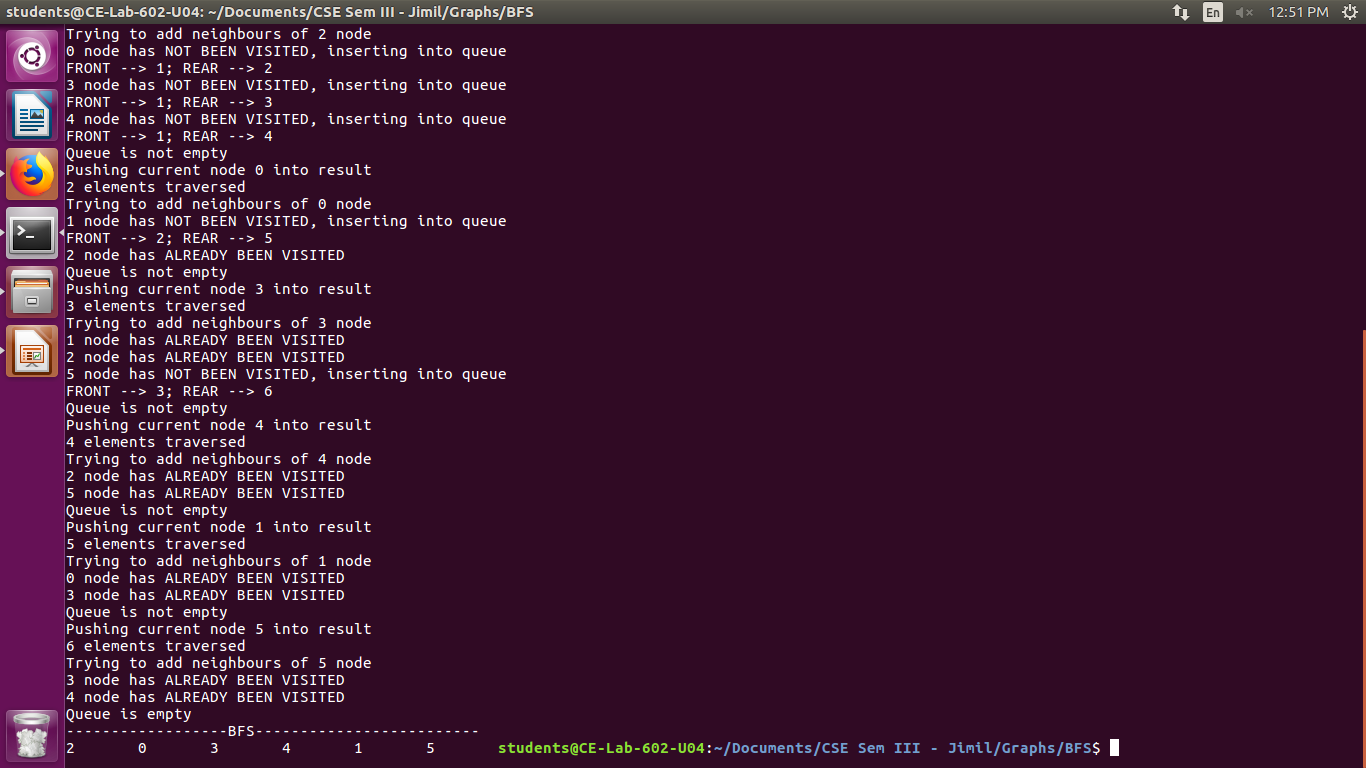 students@CE-Lab-602-U04: ~/Documents/CSE Sem III - Jimil/Graphs/BFS En 12:51 PM
Trying to add neighbours of 2 node
0 node has NOT BEEN VISITED, inserting into queue
FRONT --> 1; REAR --> 2
3 node has NOT BEEN VISITED, inserting into queue
FRONT --> 1; REAR --> 3
4 node has NOT BEEN VISITED, inserting into queue
FRONT --> 1; REAR --> 4
Queue is not empty
Pushing current node 0 into result
2 elements traversed
Trying to add neighbours of 0 node
1 node has NOT BEEN VISITED, inserting into queue
FRONT --> 2; REAR --> 5
2 node has ALREADY BEEN VISITED
Queue is not empty
Pushing current node 3 into result
3 elements traversed
Trying to add neighbours of 3 node
1 node has ALREADY BEEN VISITED
2 node has ALREADY BEEN VISITED
5 node has NOT BEEN VISITED, inserting into queue
FRONT --> 3; REAR --> 6
Queue is not empty
Pushing current node 4 into result
4 elements traversed
Trying to add neighbours of 4 node
2 node has ALREADY BEEN VISITED
5 node has ALREADY BEEN VISITED
Queue is not empty
Pushing current node 1 into result
5 elements traversed
Trying to add neighbours of 1 node
0 node has ALREADY BEEN VISITED
3 node has ALREADY BEEN VISITED
Queue is not empty
Pushing current node 5 into result
6 elements traversed
Trying to add neighbours of 5 node
3 node has ALREADY BEEN VISITED
4 node has ALREADY BEEN VISITED
Queue is empty
------------------BFS-------------------------
2 0 3 4 1 5 students@CE-Lab-602-U04:~/Documents/CSE Sem III - Jimil/Graphs/BFS$